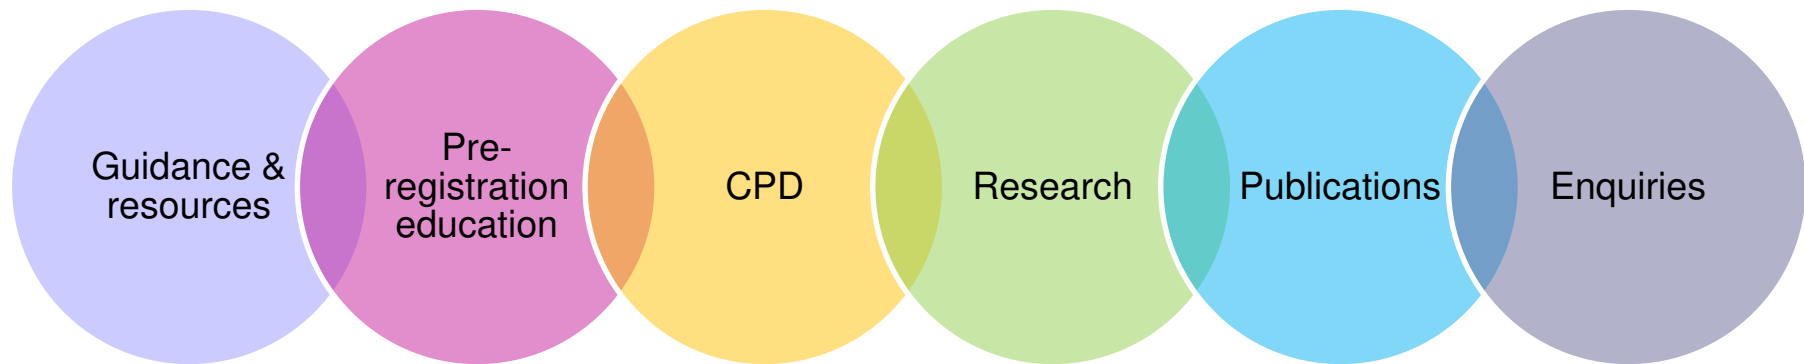 Guidance &
resources
Pre-
registration
education
CPD
Research
Publications
Enquiries